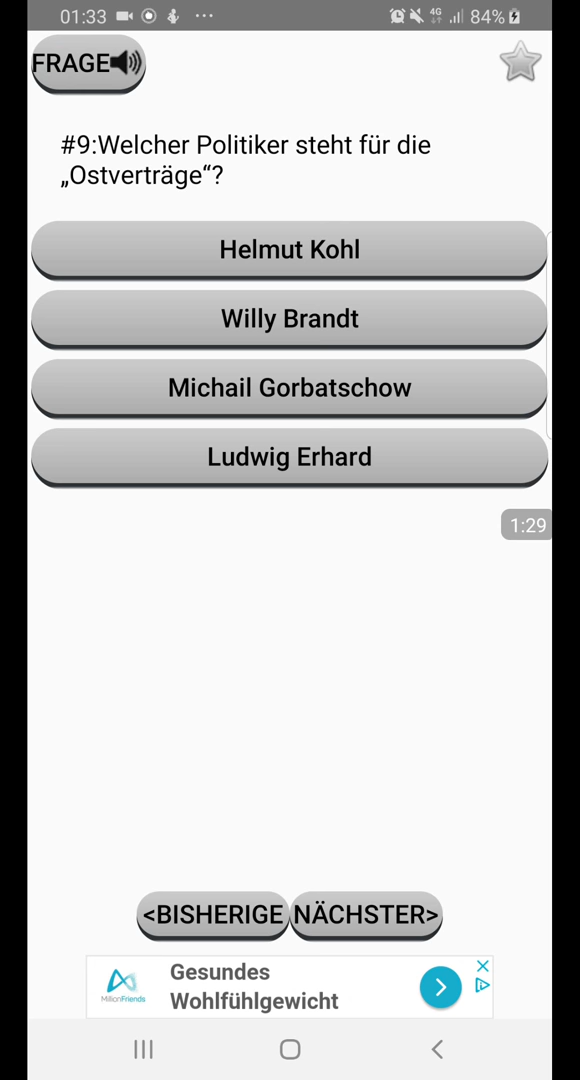 01:33
4G
84%
FRAGE
#9:Welcher Politiker steht für die
„Ostverträge“?
Helmut Kohl
Willy Brandt
Michail Gorbatschow
Ludwig Erhard
1:29
<BISHERIGE NÄCHSTER>
Gesundes
Wohlfühlgewicht
MillionFriends